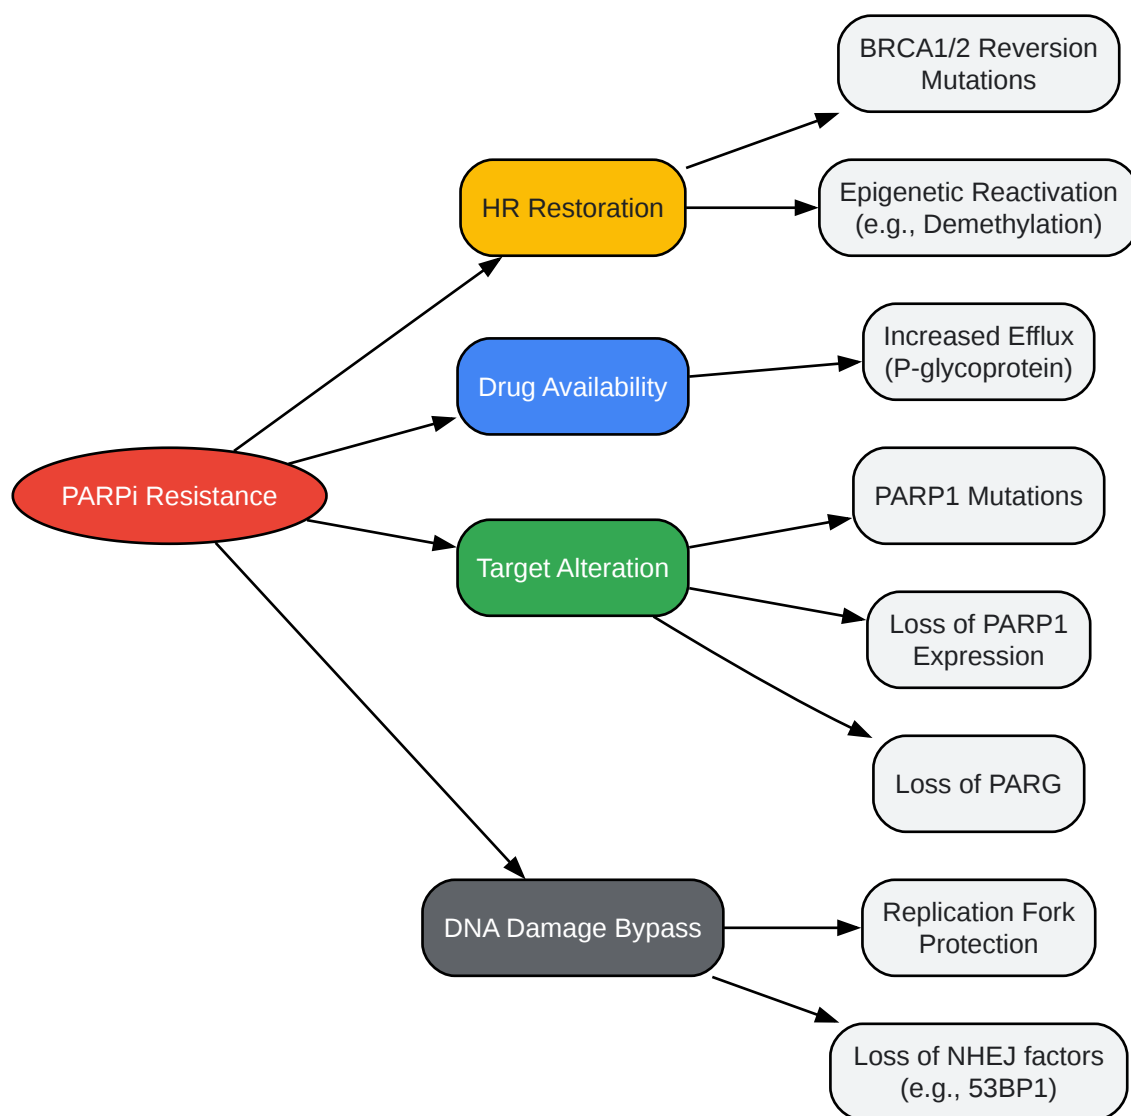 BRCA1/2 Reversion
Mutations
HR Restoration
Epigenetic Reactivation
(e.g., Demethylation)
Drug Availability
Increased Efflux
(P-glycoprotein)
PARPi Resistance
PARP1 Mutations
Target Alteration
Loss of PARP1
Expression
Loss of PARG
DNA Damage Bypass
Replication Fork
Protection
Loss of NHEJ factors
(e.g., 53BP1)